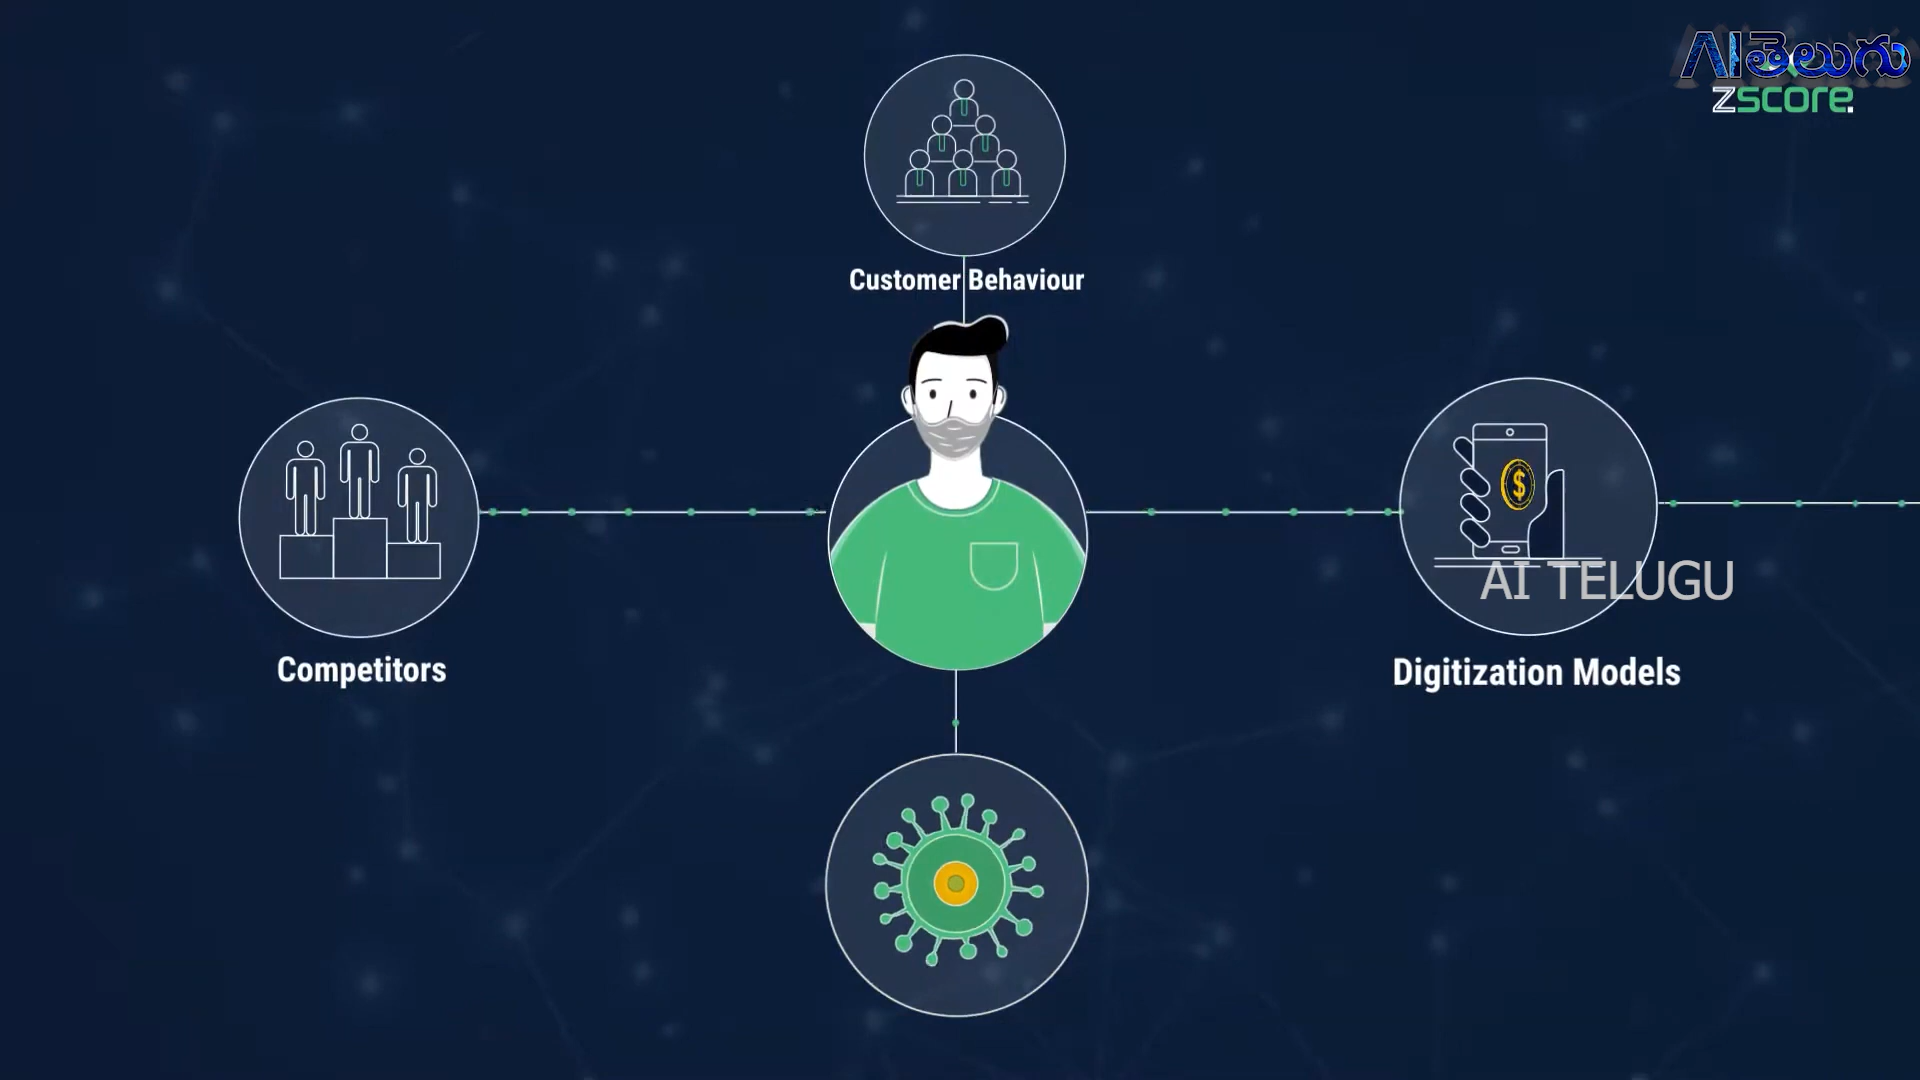 AI తెలుగు
zscore.
Customer Behaviour
Competitors
AI TELUGU
Digitization Models